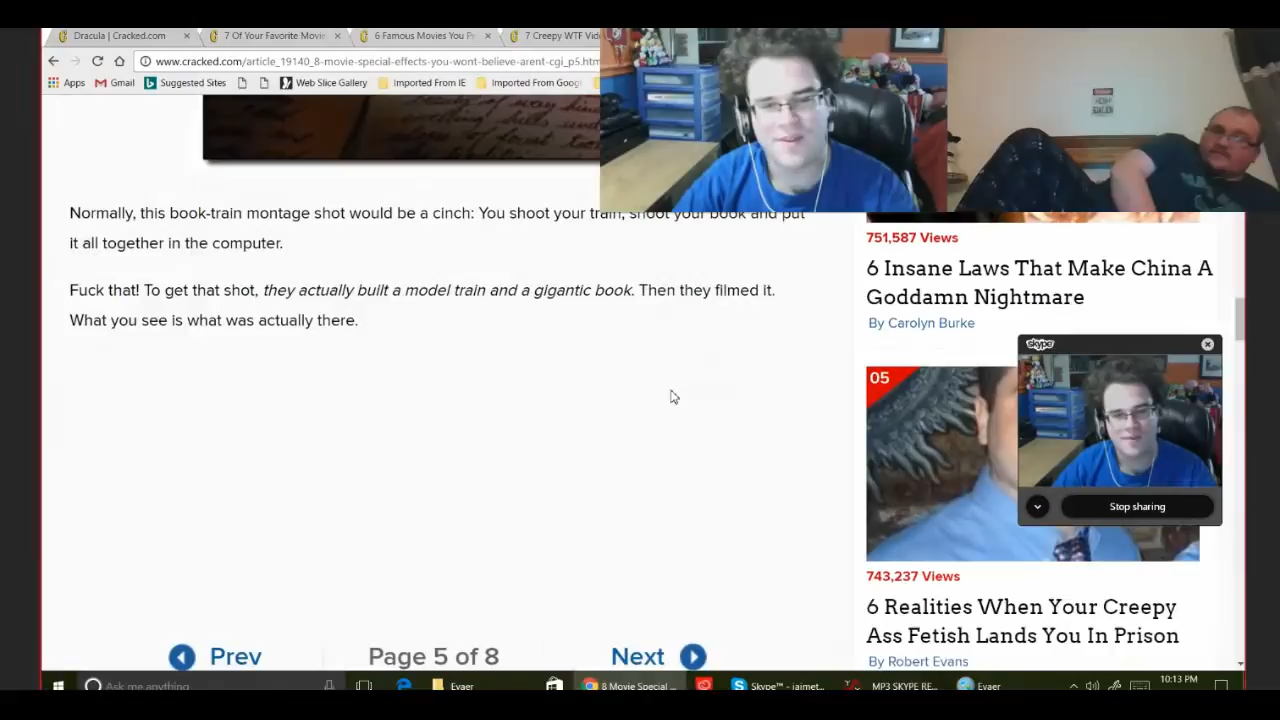 Dracula | Cracked.com
7 Of Your Favorite Movie
6 Famous Movies You P
7 Creepy WTF Vid
www.cracked.com/article_19140_8-movie-special-effects-you-wont-believe-arent-cgi_p5.htm
Apps Gmail Suggested Sites Web Slice Gallery Imported From IE Imported From Goog
Normally, this book-train montage shot would be a cinch: You shoot your train, shoot your book and put
it all together in the computer.
Fuck that! To get that shot, they actually built a model train and a gigantic book. Then they filmed it.
What you see is what was actually there.
Prev
Page 5 of 8
Next
751,587 Views
6 Insane Laws That Make China A
Goddamn Nightmare
By Carolyn Burke
skype
Stop sharing
05
743,237 Views
6 Realities When Your Creepy
Ass Fetish Lands You In Prison
By Robert Evans
Ask me anything
Evaer
8 Movie Special ...
Skype™ - jaimet...
MP3 SKYPE RE...
Evaer
10:13 PM